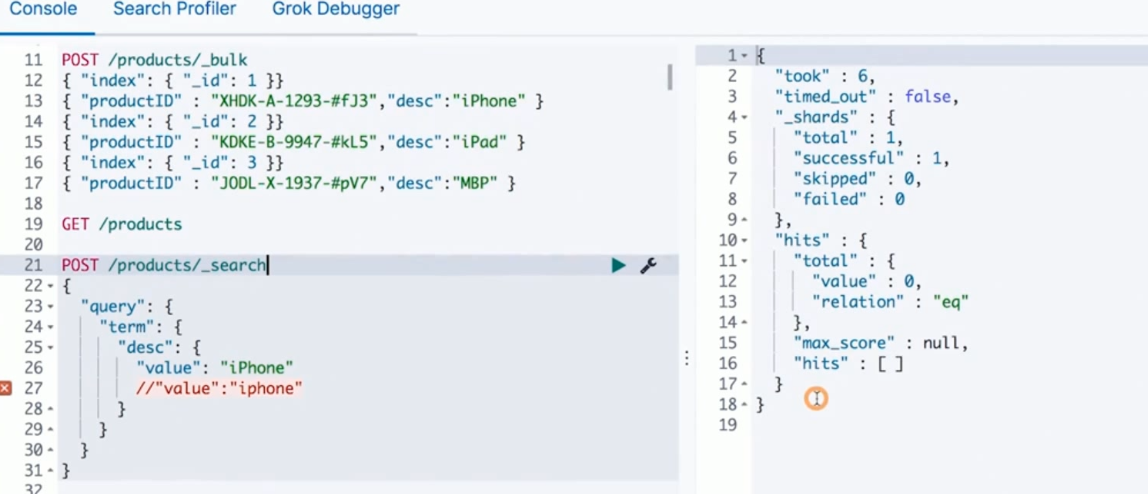 Console Search Profiler Grok Debugger
11 POST /products/_bulk
12 { "index": { "_id": 1 }}
13 { "productID" : "XHDK-A-1293-#fJ3","desc":"iPhone" }
14 { "index": { "_id": 2 }}
15 { "productID" : "KDKE-B-9947-#kL5","desc":"iPad" }
16 { "index": { "_id": 3 }}
17 { "productID" : "JODL-X-1937-#pV7","desc":"MBP" }
18
19 GET /products
20
21 POST /products/_search
22 {
23 "query": {
24 "term": {
25 "desc": {
26 "value": "iPhone"
27 //"value":"iphone"
28 }
29 }
30 }
31 }
32
1 {
2 "took" : 6,
3 "timed_out" : false,
4 "_shards" : {
5 "total" : 1,
6 "successful" : 1,
7 "skipped" : 0,
8 "failed" : 0
9 },
10 "hits" : {
11 "total" : {
12 "value" : 0,
13 "relation" : "eq"
14 },
15 "max_score" : null,
16 "hits" : [ ]
17 }
18 }
19